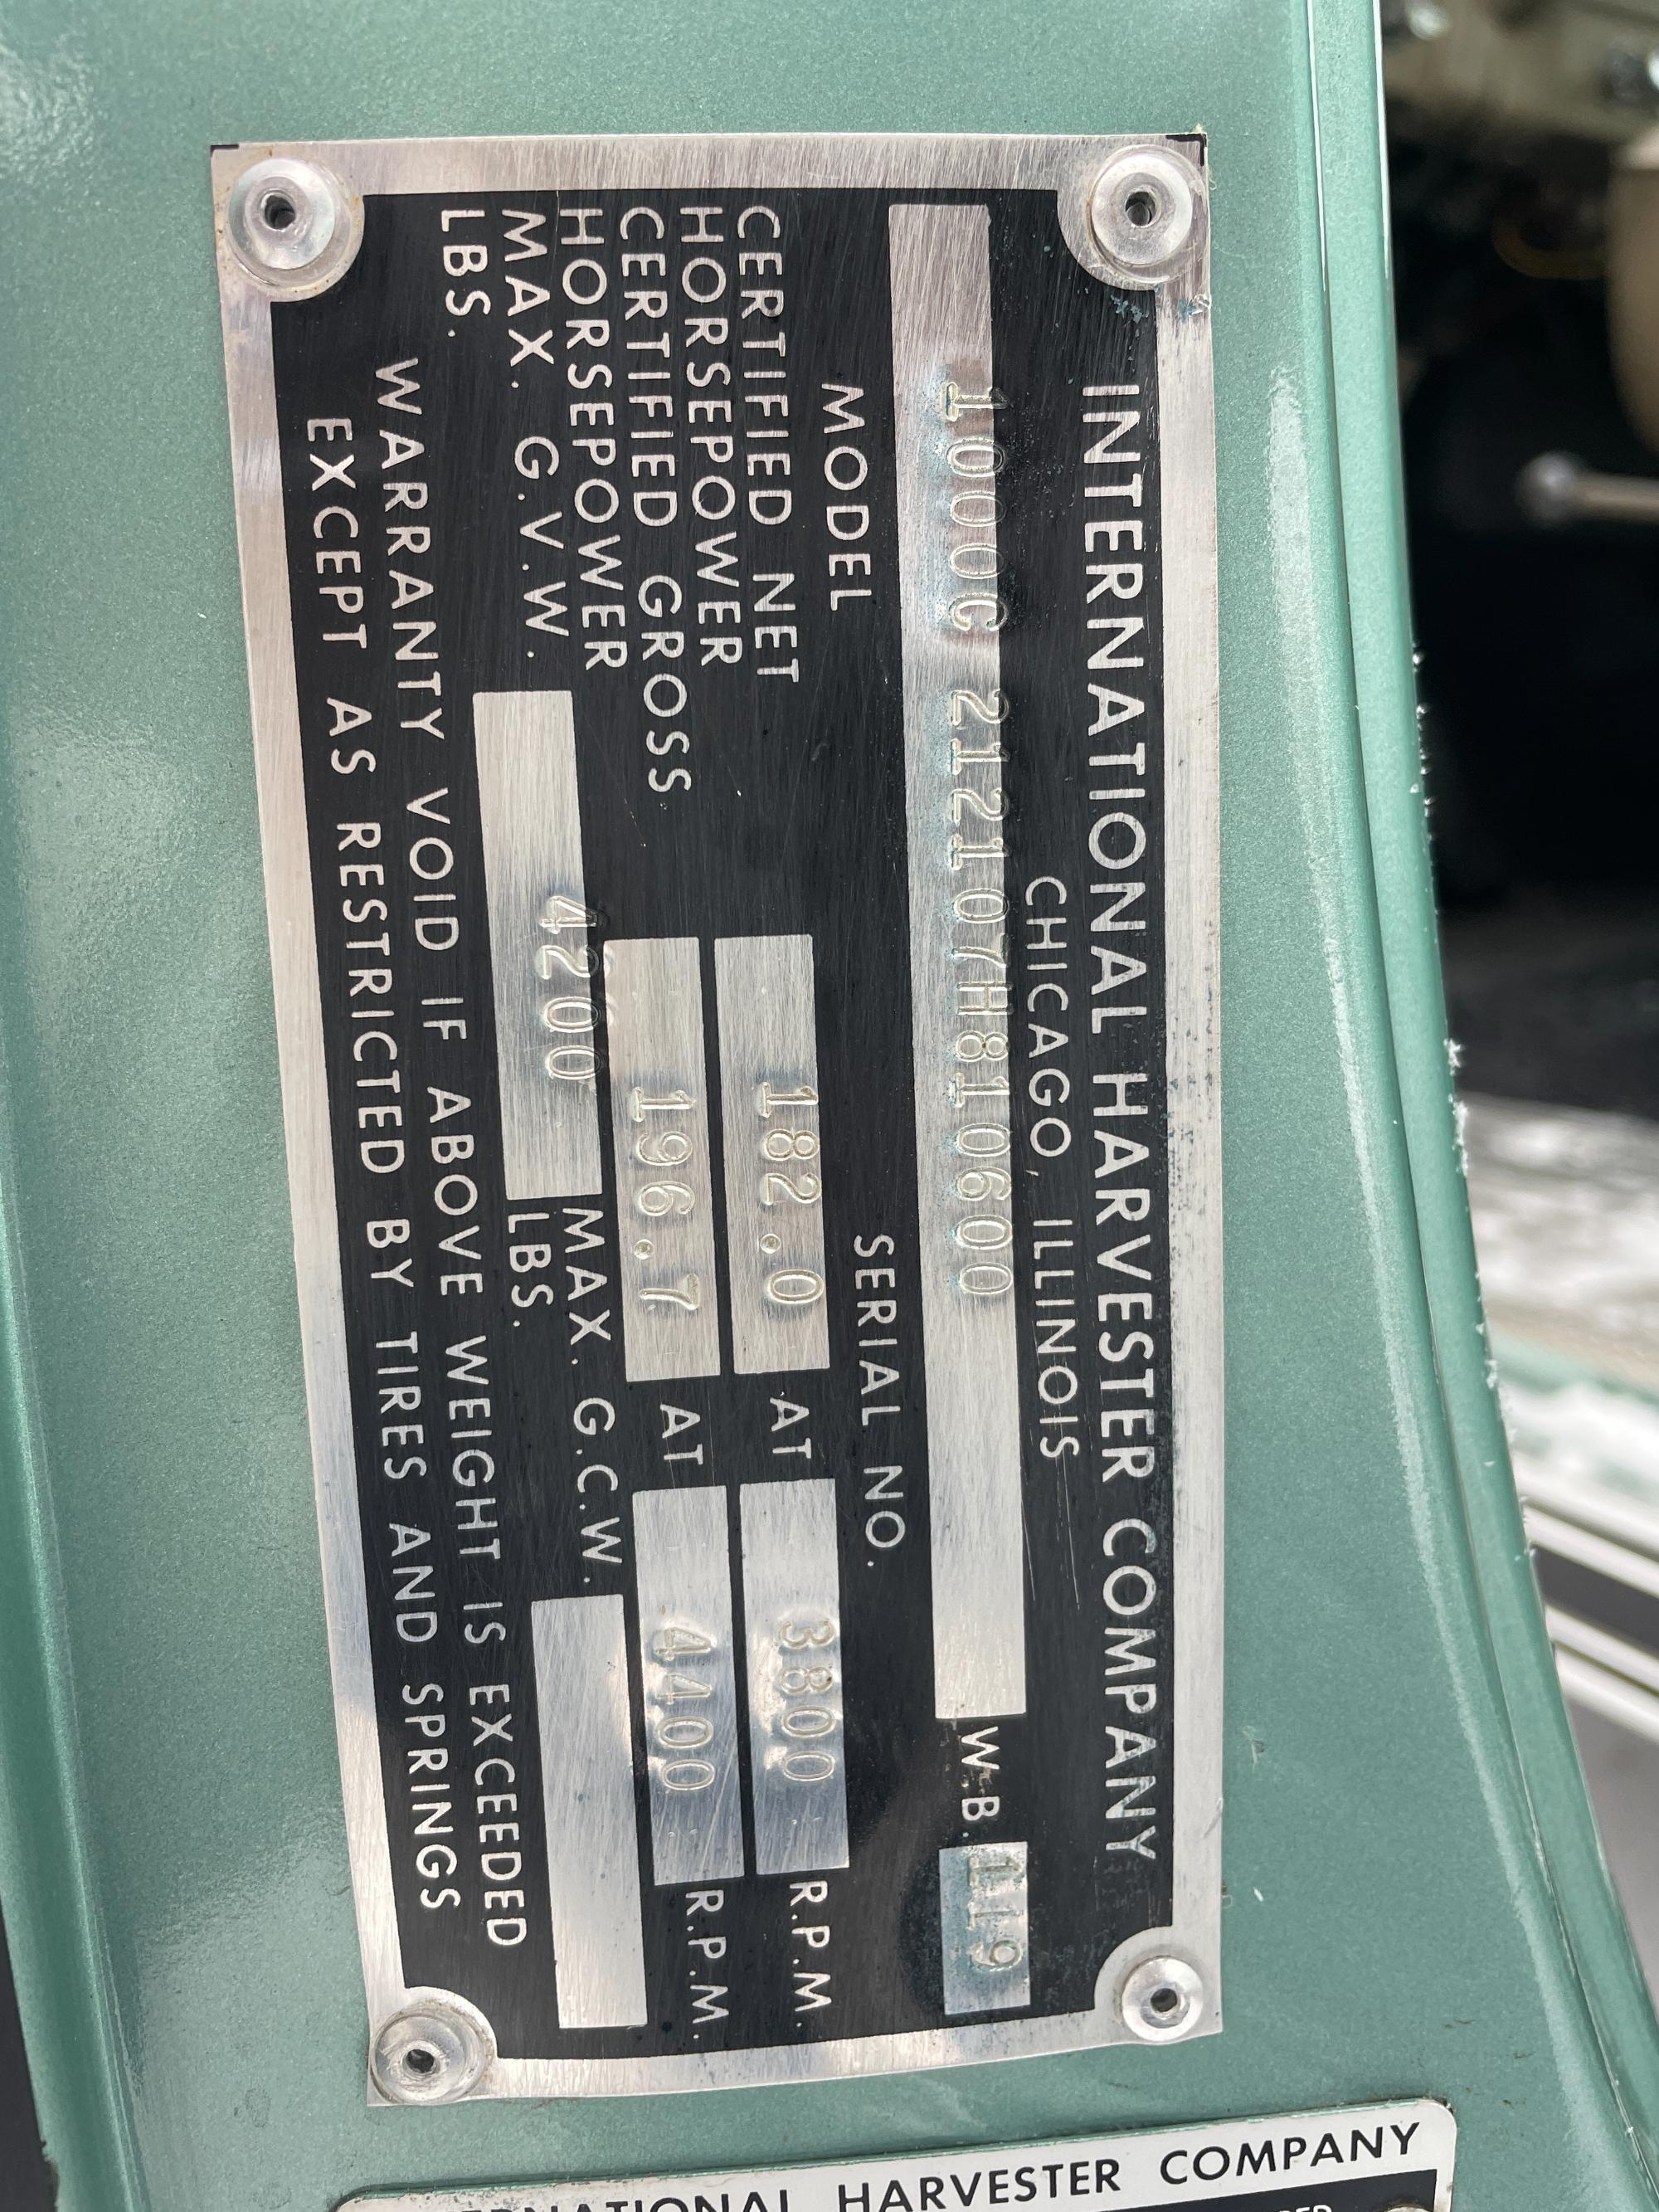 INTERNATIONAL HARVESTER COMPANY
CHICAGO, ILLINOIS
1000C 212107H810600 W.B. 119
MODEL SERIAL NO.
CERTIFIED NET
HORSEPOWER 182.0 AT 3800 R.P.M.
CERTIFIED GROSS
HORSEPOWER 196.7 AT 4400 R.P.M.
MAX. G.V.W.
LBS. 4200 MAX. G.C.W.
LBS.
WARRANTY VOID IF ABOVE WEIGHT IS EXCEEDED
EXCEPT AS RESTRICTED BY TIRES AND SPRINGS
HARVESTER COMPANY